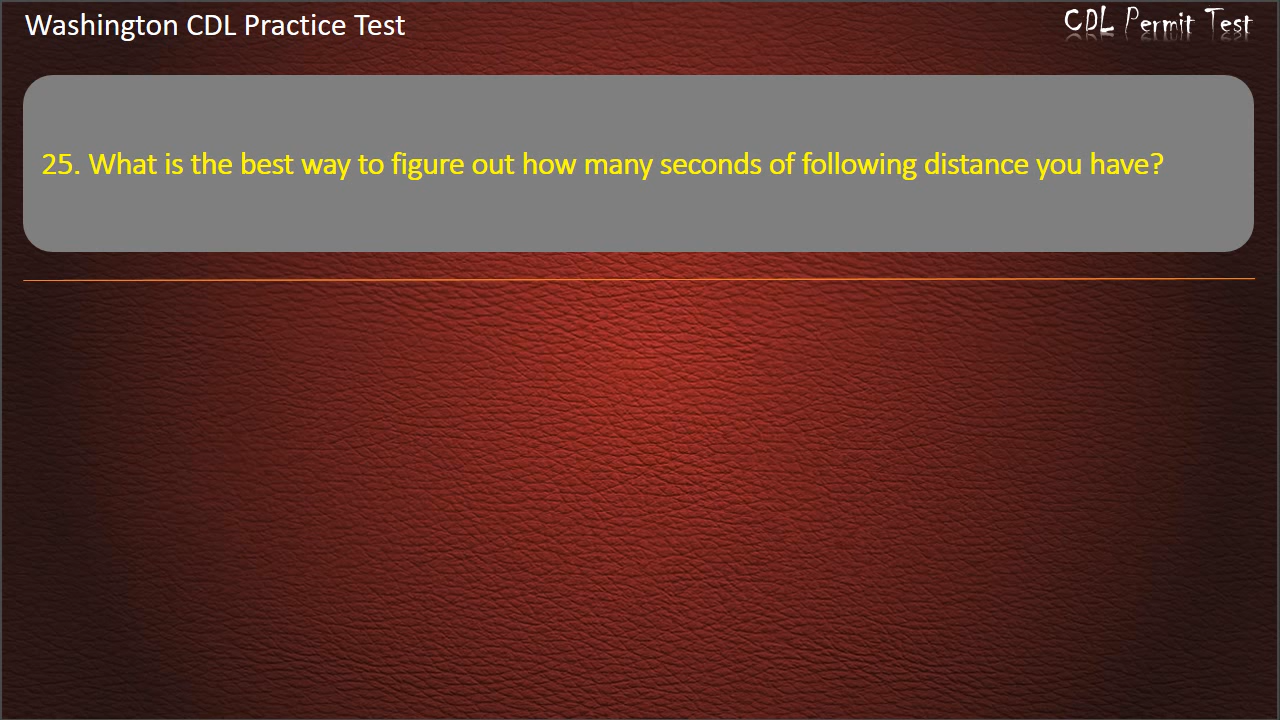 Washington CDL Practice Test
CDL Permit Test
25. What is the best way to figure out how many seconds of following distance you have?